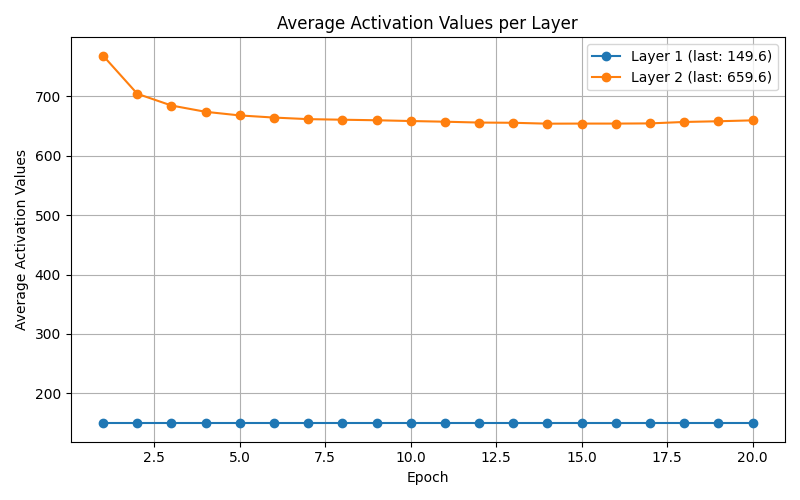 Average Activation Values per Layer
Layer 1 (last: 149.6)
Layer 2 (last: 659.6)
Average Activation Values
700
600
500
400
300
200
2.5 5.0 7.5 10.0 12.5 15.0 17.5 20.0
Epoch